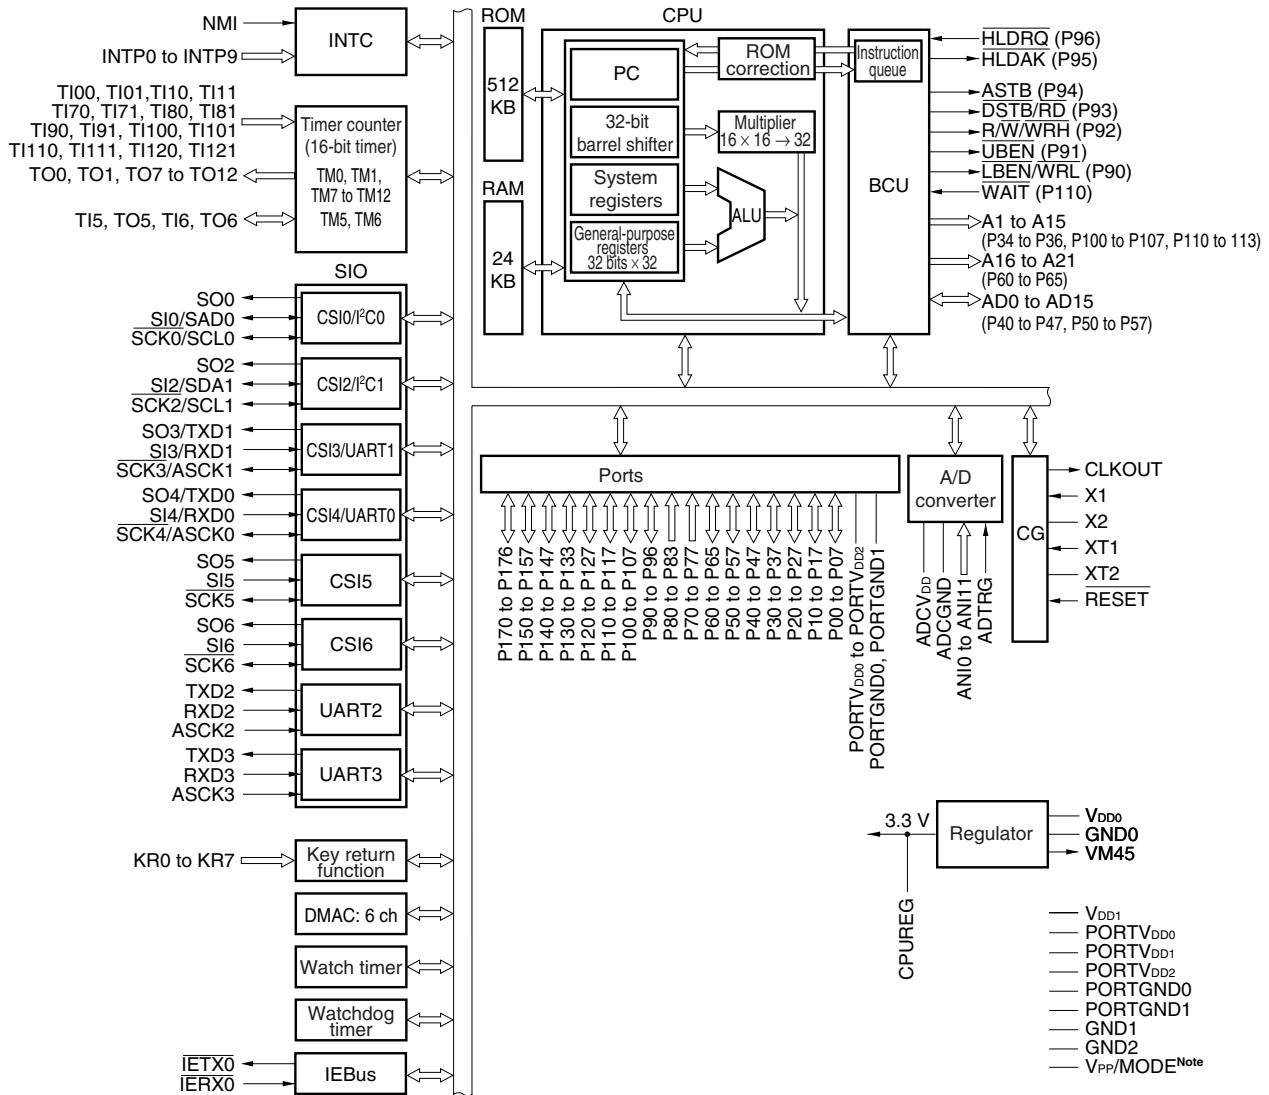 NMI
INTP0 to INTP9
INTC
TI00, TI01,TI10, TI11
TI70, TI71, TI80, TI81
TI90, TI91, TI100, TI101
TI110, TI111, TI120, TI121
TO0, TO1, TO7 to TO12
TI5, TO5, TI6, TO6
Timer counter
(16-bit timer)
TM0, TM1,
TM7 to TM12
TM5, TM6
SIO
SO0
SI0/SAD0
SCK0/SCL0
CSI0/I²C0
SO2
SI2/SDA1
SCK2/SCL1
CSI2/I²C1
SO3/TXD1
SI3/RXD1
SCK3/ASCK1
CSI3/UART1
SO4/TXD0
SI4/RXD0
SCK4/ASCK0
CSI4/UART0
SO5
SI5
SCK5
CSI5
SO6
SI6
SCK6
CSI6
TXD2
RXD2
ASCK2
UART2
TXD3
RXD3
ASCK3
UART3
KR0 to KR7
Key return
function
DMAC: 6 ch
Watch timer
Watchdog
timer
IETX0
IERX0
IEBus
ROM
512
KB
RAM
24
KB
CPU
PC
32-bit
barrel shifter
System
registers
General-purpose
registers
32 bits × 32
ROM
correction
Multiplier
16 × 16 → 32
ALU
Instruction
queue
BCU
HLDRQ (P96)
HLDAK (P95)
ASTB (P94)
DSTB/RD (P93)
R/W/WRH (P92)
UBEN (P91)
LBEN/WRL (P90)
WAIT (P110)
A1 to A15
(P34 to P36, P100 to P107, P110 to 113)
A16 to A21
(P60 to P65)
AD0 to AD15
(P40 to P47, P50 to P57)
Ports
P170 to P176
P150 to P157
P140 to P147
P130 to P133
P120 to P127
P110 to P117
P100 to P107
P90 to P96
P80 to P83
P70 to P77
P60 to P65
P50 to P57
P40 to P47
P30 to P37
P20 to P27
P10 to P17
P00 to P07
PORTVDD0 to PORTVDD2
PORTGND0, PORTGND1
A/D
converter
ADCVDD
ADCGND
ANI0 to ANI11
ADTRG
CG
CLKOUT
X1
X2
XT1
XT2
RESET
3.3 V
Regulator
VDD0
GND0
VM45
CPUREG
VDD1
PORTVDD0
PORTVDD1
PORTVDD2
PORTGND0
PORTGND1
GND1
GND2
VPP/MODENote